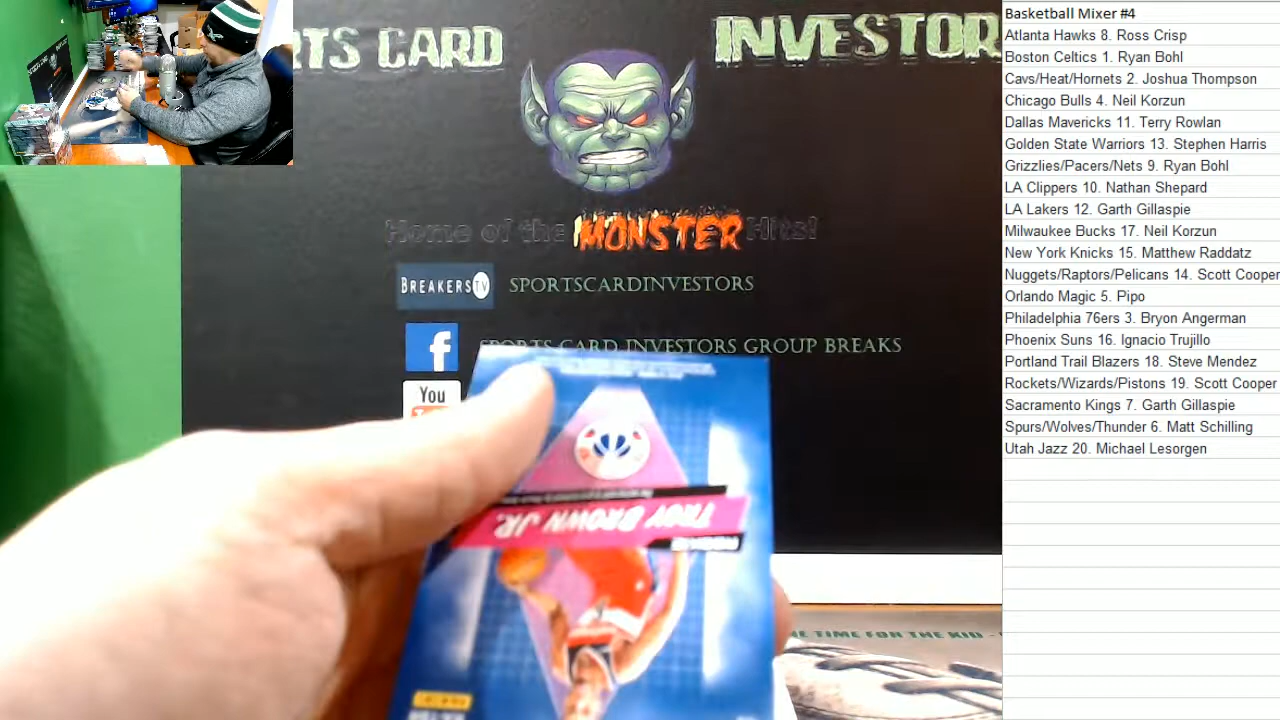 RTS CARD INVESTOR
Home of the MONSTER Hits!
BREAKERS TV SPORTSCARDINVESTORS
f SPORTS CARD INVESTORS GROUP BREAKS
You
TROY BROWN JR.
PANINI
E TIME FOR THE KID -
Basketball Mixer #4
Atlanta Hawks 8. Ross Crisp
Boston Celtics 1. Ryan Bohl
Cavs/Heat/Hornets 2. Joshua Thompson
Chicago Bulls 4. Neil Korzun
Dallas Mavericks 11. Terry Rowlan
Golden State Warriors 13. Stephen Harris
Grizzlies/Pacers/Nets 9. Ryan Bohl
LA Clippers 10. Nathan Shepard
LA Lakers 12. Garth Gillaspie
Milwaukee Bucks 17. Neil Korzun
New York Knicks 15. Matthew Raddatz
Nuggets/Raptors/Pelicans 14. Scott Cooper
Orlando Magic 5. Pipo
Philadelphia 76ers 3. Bryon Angerman
Phoenix Suns 16. Ignacio Trujillo
Portland Trail Blazers 18. Steve Mendez
Rockets/Wizards/Pistons 19. Scott Cooper
Sacramento Kings 7. Garth Gillaspie
Spurs/Wolves/Thunder 6. Matt Schilling
Utah Jazz 20. Michael Lesorgen